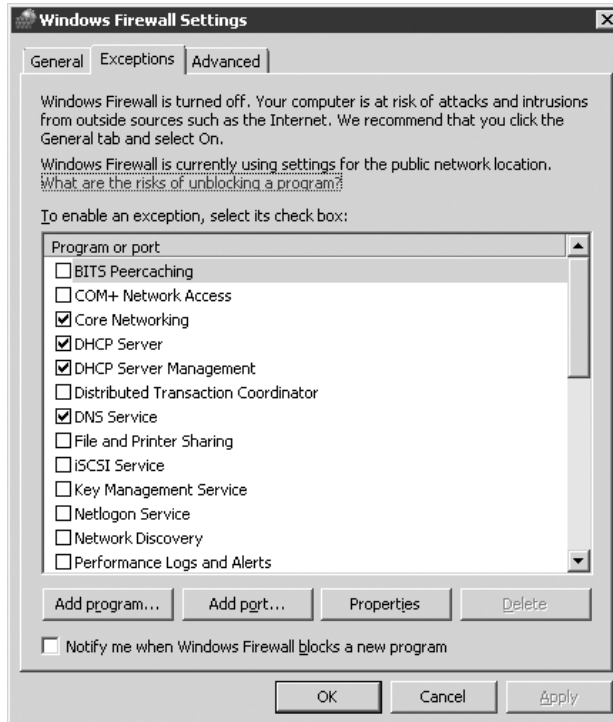 Windows Firewall Settings
General Exceptions Advanced
Windows Firewall is turned off. Your computer is at risk of attacks and intrusions
from outside sources such as the Internet. We recommend that you click the
General tab and select On.
Windows Firewall is currently using settings for the public network location.
What are the risks of unblocking a program?
To enable an exception, select its check box:
Program or port
BITS Peercaching
COM+ Network Access
Core Networking
DHCP Server
DHCP Server Management
Distributed Transaction Coordinator
DNS Service
File and Printer Sharing
iSCSI Service
Key Management Service
Netlogon Service
Network Discovery
Performance Logs and Alerts
Add program... Add port... Properties Delete
Notify me when Windows Firewall blocks a new program
OK Cancel Apply